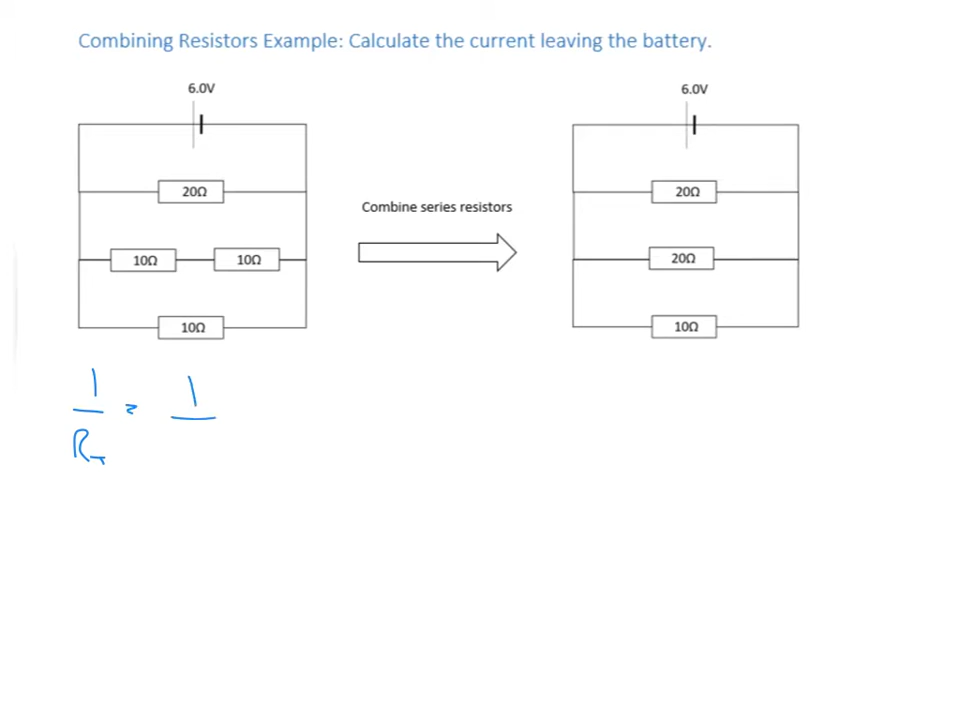 Combining Resistors Example: Calculate the current leaving the battery.
6.0V
20Ω
10Ω 10Ω
10Ω
Combine series resistors
6.0V
20Ω
20Ω
10Ω
1 = 1
R_T